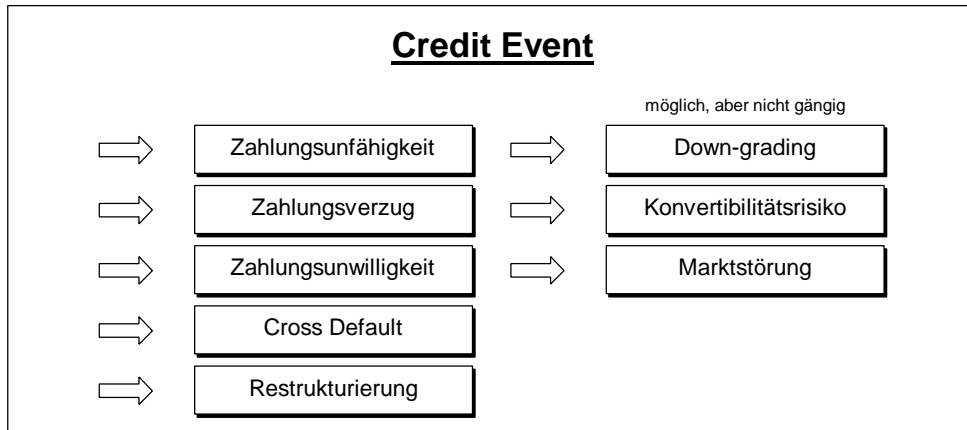 Credit Event
möglich, aber nicht gängig
Zahlungsunfähigkeit
Down-grading
Zahlungsverzug
Konvertibilitätsrisiko
Zahlungsunwilligkeit
Marktstörung
Cross Default
Restrukturierung